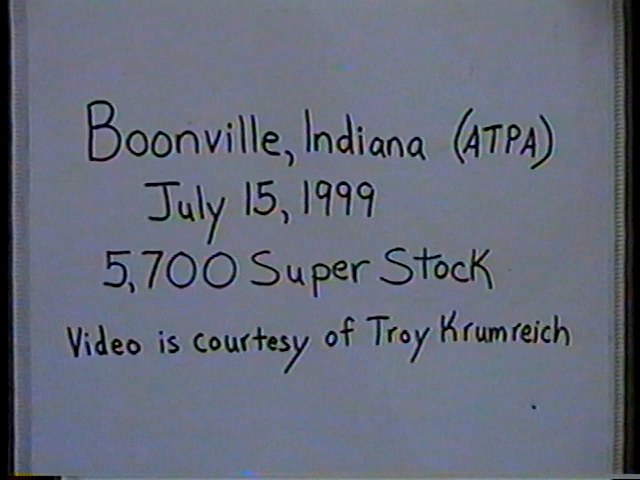 Boonville, Indiana (ATPA)
July 15, 1999
5,700 Super Stock
Video is courtesy of Troy Krumreich